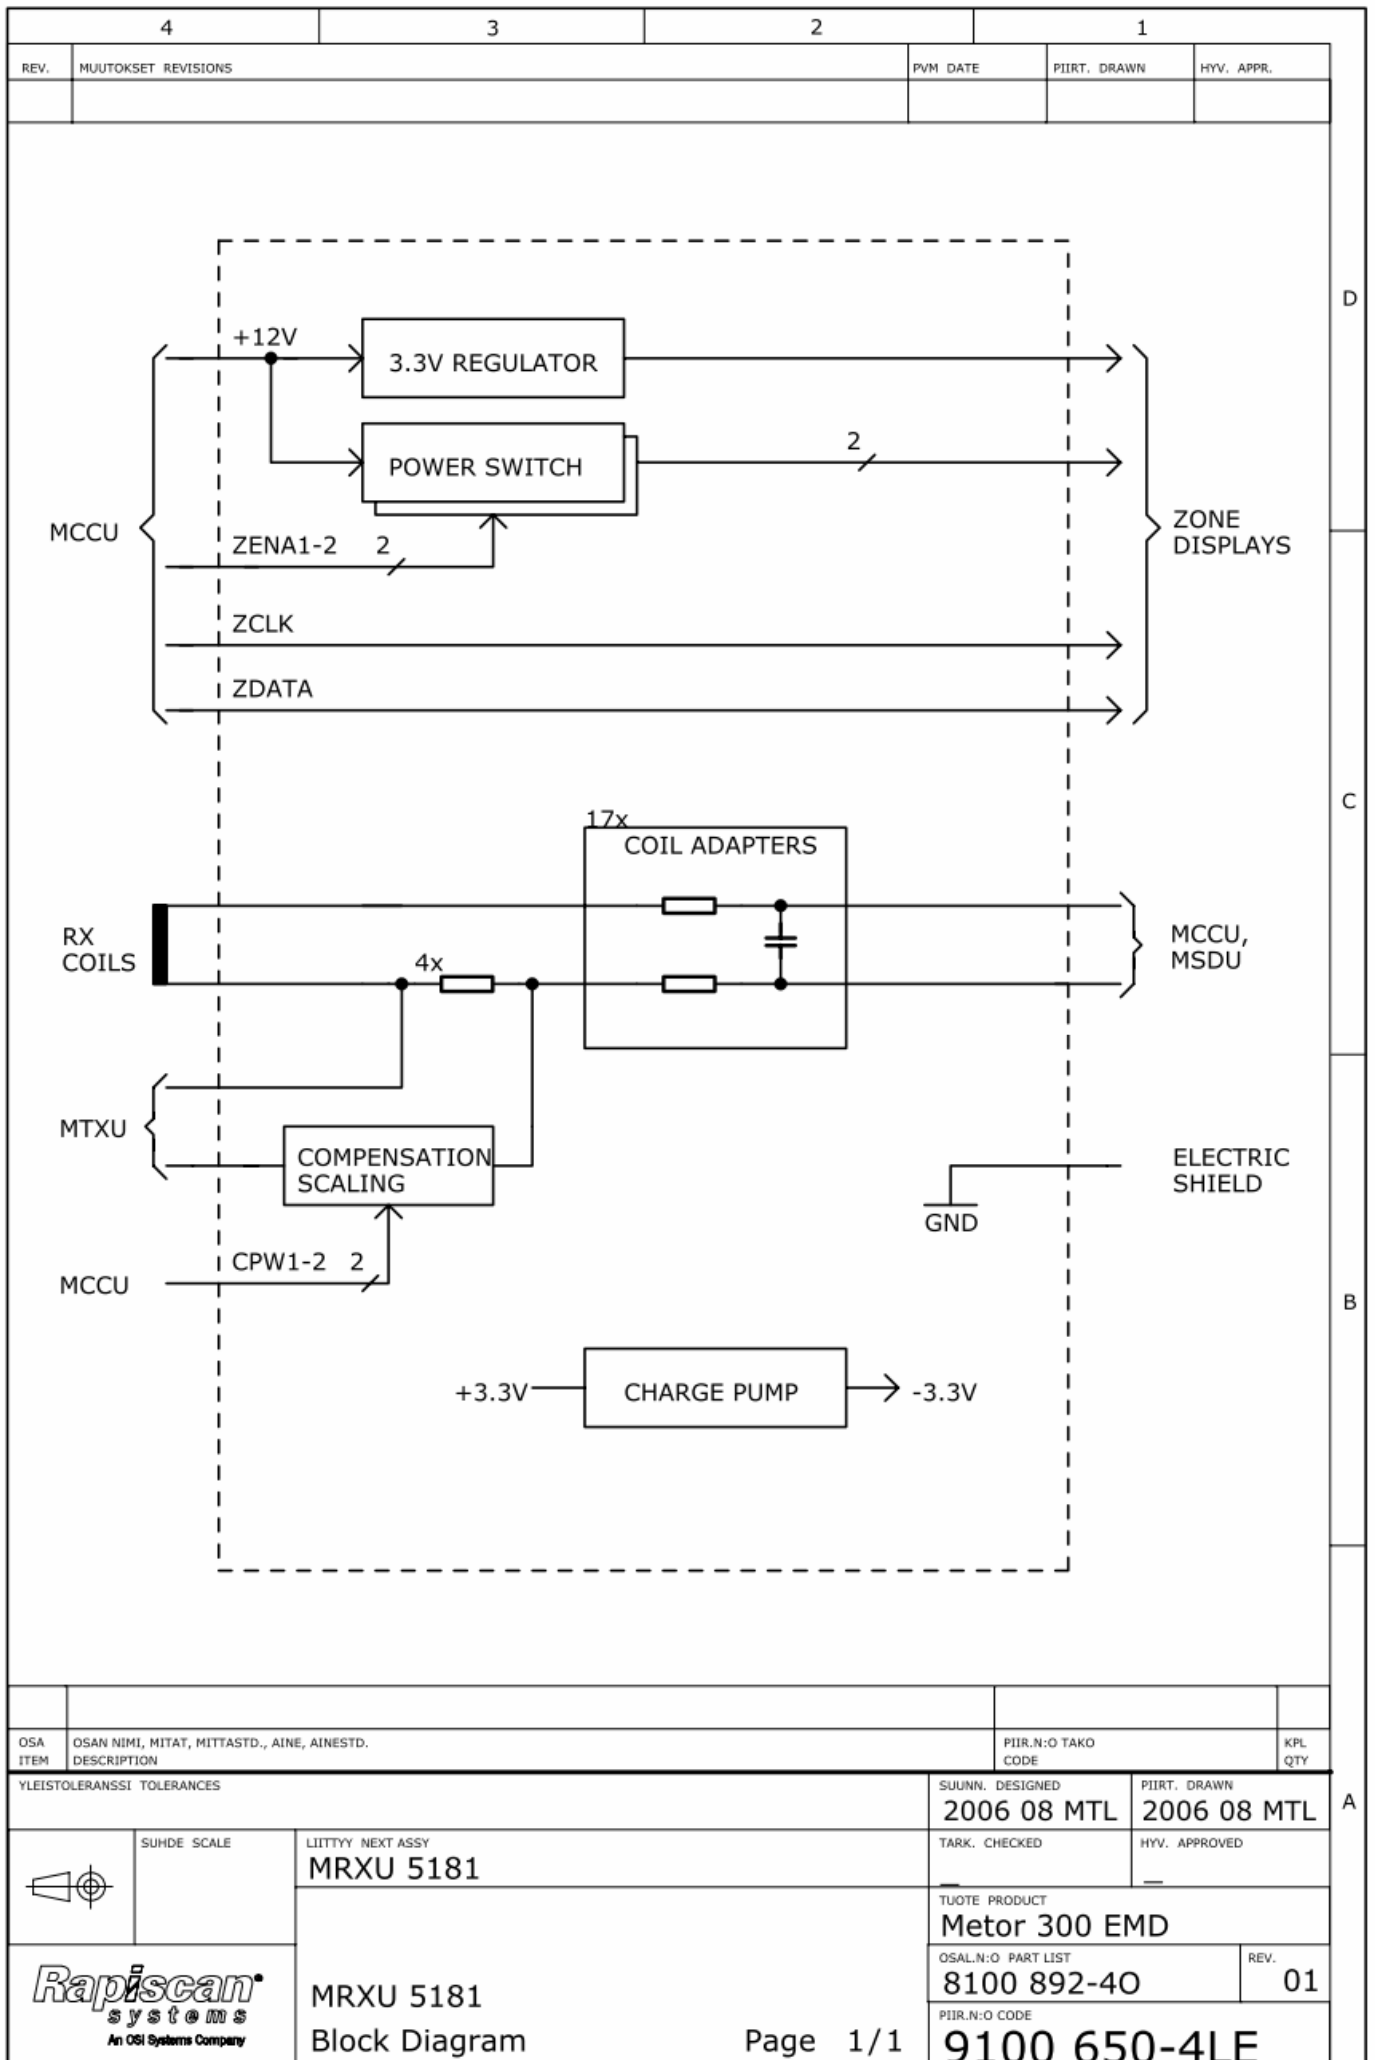 4 3 2 1
REV. MUUTOKSET REVISIONS PVM DATE PIIRT. DRAWN HYV. APPR.
D
+12V
3.3V REGULATOR
POWER SWITCH
2
MCCU
ZENA1-2 2
ZONE
DISPLAYS
ZCLK
ZDATA
C
17x
COIL ADAPTERS
RX
COILS
4x
MCCU,
MSDU
MTXU
COMPENSATION
SCALING
ELECTRIC
SHIELD
GND
CPW1-2 2
MCCU
B
+3.3V
CHARGE PUMP
-3.3V
OSA
ITEM
OSAN NIMI, MITAT, MITTASTD., AINE, AINESTD.
DESCRIPTION
PIIR.N:O TAKO
CODE
KPL
QTY
YLEISTOLERANSSI TOLERANCES
SUUNN. DESIGNED
2006 08 MTL
PIIRT. DRAWN
2006 08 MTL
A
SUHDE SCALE
LIITTYY NEXT ASSY
MRXU 5181
TARK. CHECKED
_
HYV. APPROVED
_
TUOTE PRODUCT
Metor 300 EMD
OSAL.N:O PART LIST
8100 892-4O
REV.
01
Rapiscan
systems
An OSI Systems Company
MRXU 5181
Block Diagram
Page 1/1
PIIR.N:O CODE
9100 650-4LE